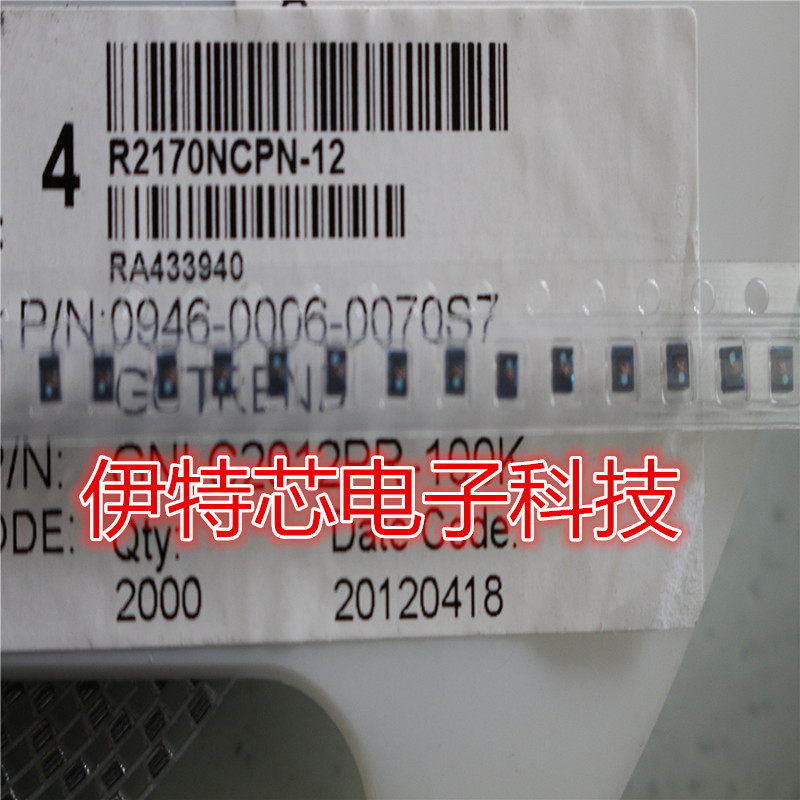 4
R2170NCPN-12
RA433940
P/N:0946-0006-0070S7
GOTREND
P/N:
伊特芯电子科技
ODE: Qty: Date Code:
2000 20120418